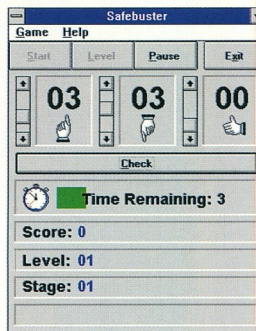 Safebuster
Game Help
Start Level Pause Exit
03 03 00
Check
Time Remaining: 3
Score: 0
Level: 01
Stage: 01